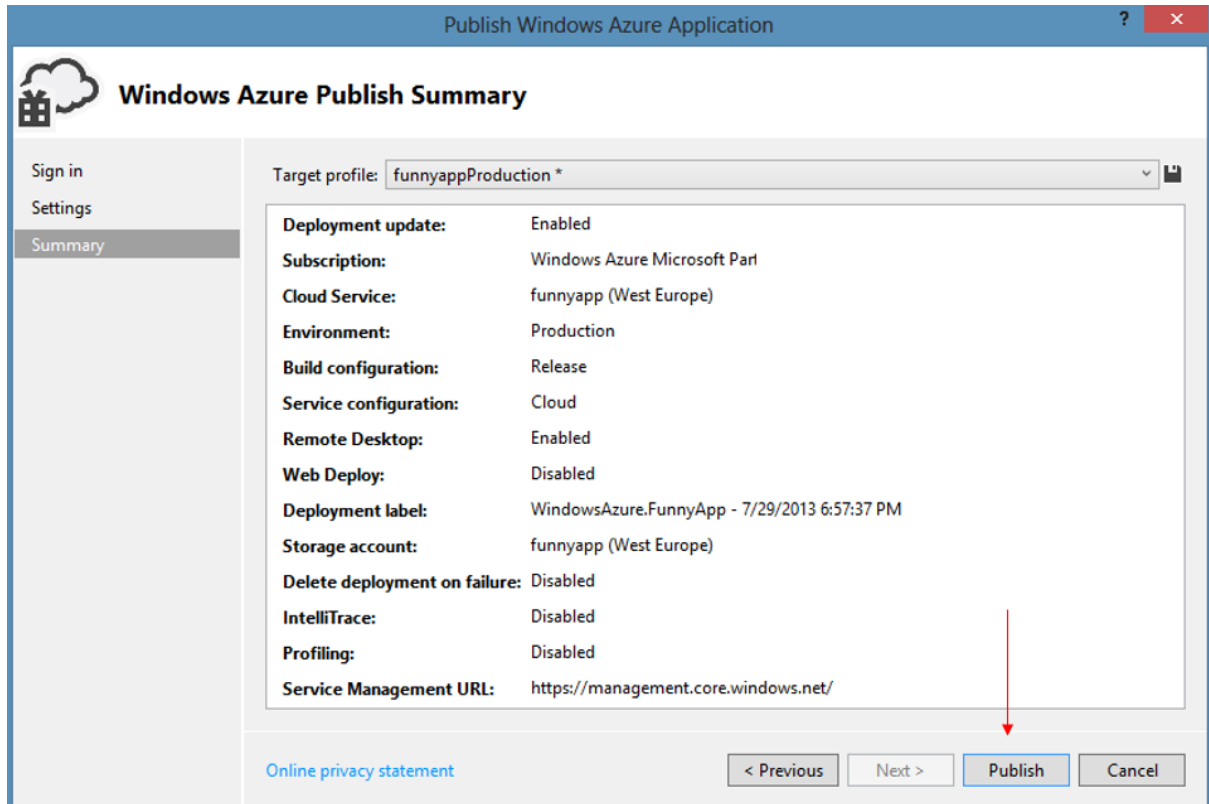 Publish Windows Azure Application
?
Windows Azure Publish Summary
Sign in
Settings
Summary
Target profile: funnyappProduction *
Deployment update: Enabled
Subscription: Windows Azure Microsoft Part
Cloud Service: funnyapp (West Europe)
Environment: Production
Build configuration: Release
Service configuration: Cloud
Remote Desktop: Enabled
Web Deploy: Disabled
Deployment label: WindowsAzure.FunnyApp - 7/29/2013 6:57:37 PM
Storage account: funnyapp (West Europe)
Delete deployment on failure: Disabled
IntelliTrace: Disabled
Profiling: Disabled
Service Management URL: https://management.core.windows.net/
Online privacy statement
< Previous Next > Publish Cancel